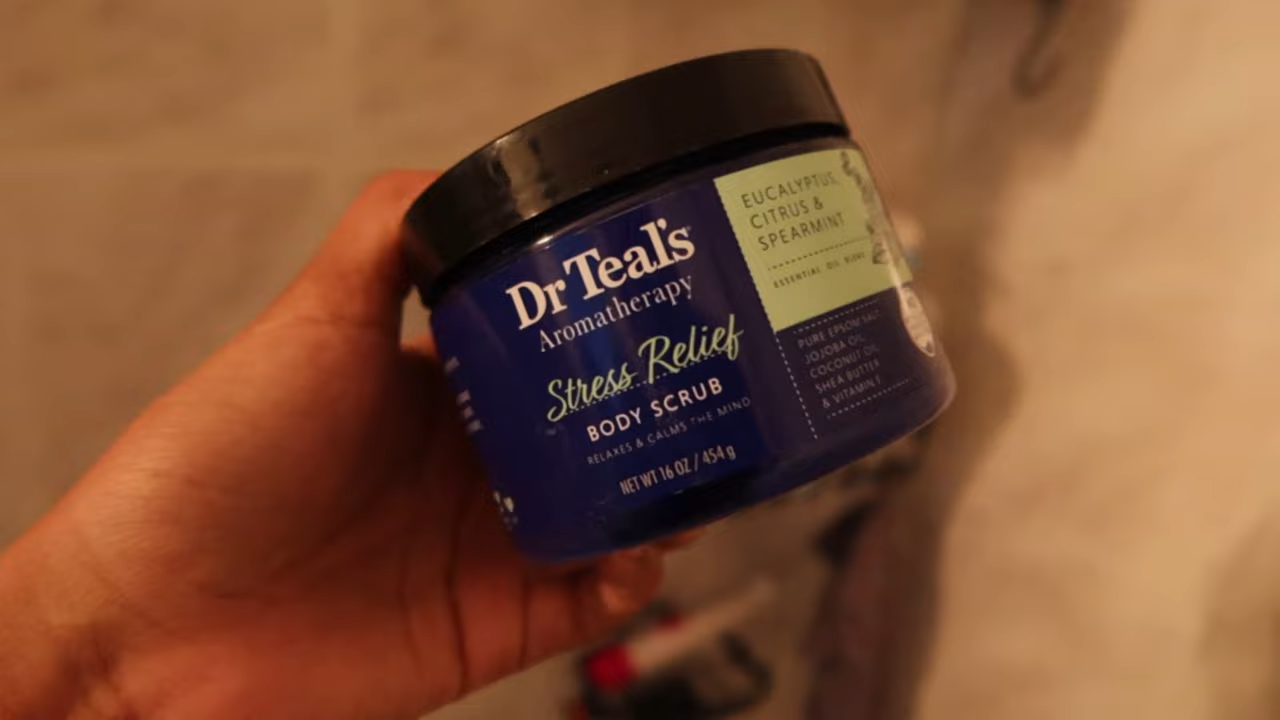 Dr Teal's
Aromatherapy
Stress Relief
BODY SCRUB
RELAXES & CALMS THE MIND
NET WT 16 OZ / 454 g
EUCALYPTUS,
CITRUS &
SPEARMINT
ESSENTIAL OIL BLEND
PURE EPSOM SALT,
JOJOBA OIL,
COCONUT OIL,
SHEA BUTTER
& VITAMIN E